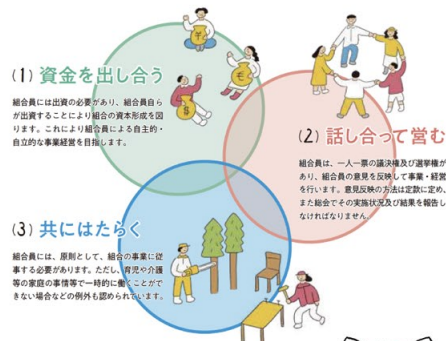 (1) 資金を出し合う
組合員には出資の必要があり、組合員自ら
が出資することにより組合の資本形成を図
ります。これにより組合員による自主的・
自立的な事業経営を目指します。
(2) 話し合って営む
組合員は、一人一票の議決権及び選挙権が
あり、組合員の意見を反映して事業・経営
を行います。意見反映の方法は定款に定め、
また総会でその実施状況及び結果を報告し
なければなりません。
(3) 共にはたらく
組合員には、原則として、組合の事業に従
事する必要があります。ただし、育児や介護
等の家庭の事情等で一時的に働くことがで
きない場合などの例外も認められています。
¥
€
$